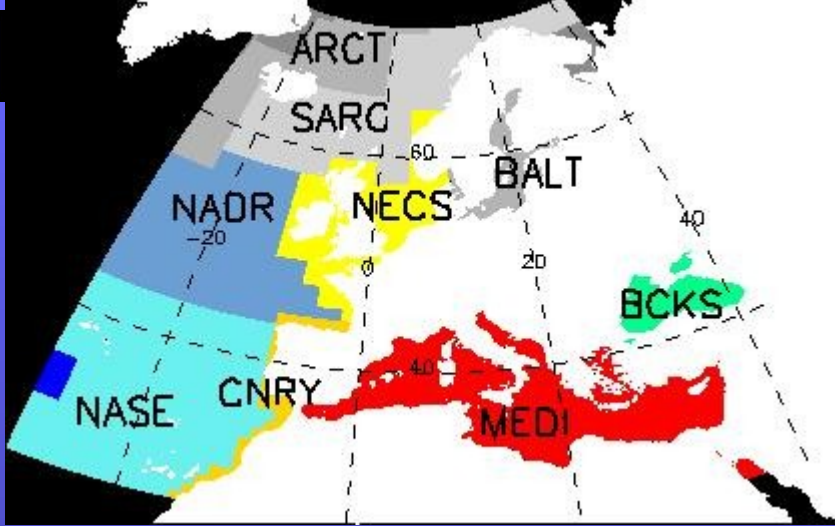 ARCT
SARC
60
BALT
NADR
NECS
-20
40
0
20
BCKS
40
CNRY
NASE
MEDI